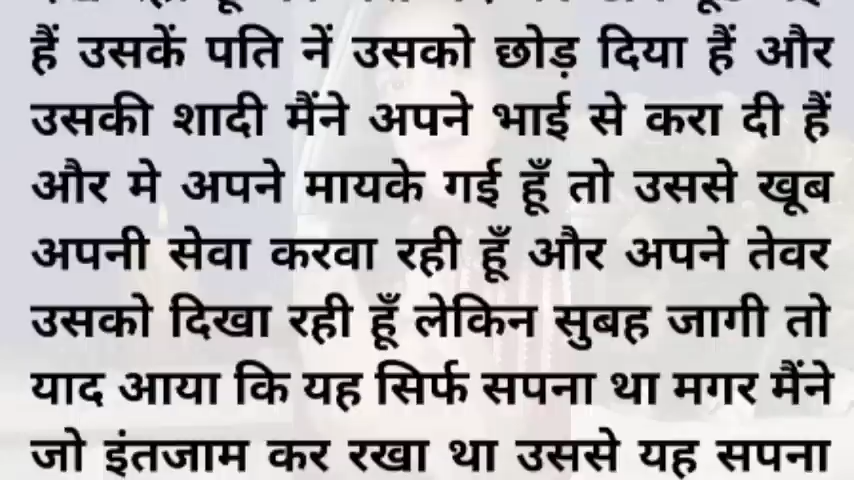 हैं उसकें पति नें उसको छोड़ दिया हैं और
उसकी शादी मैंने अपने भाई से करा दी हैं
और मे अपने मायके गई हूँ तो उससे खूब
अपनी सेवा करवा रही हूँ और अपने तेवर
उसको दिखा रही हूँ लेकिन सुबह जागी तो
याद आया कि यह सिर्फ सपना था मगर मैंने
जो इंतजाम कर रखा था उससे यह सपना